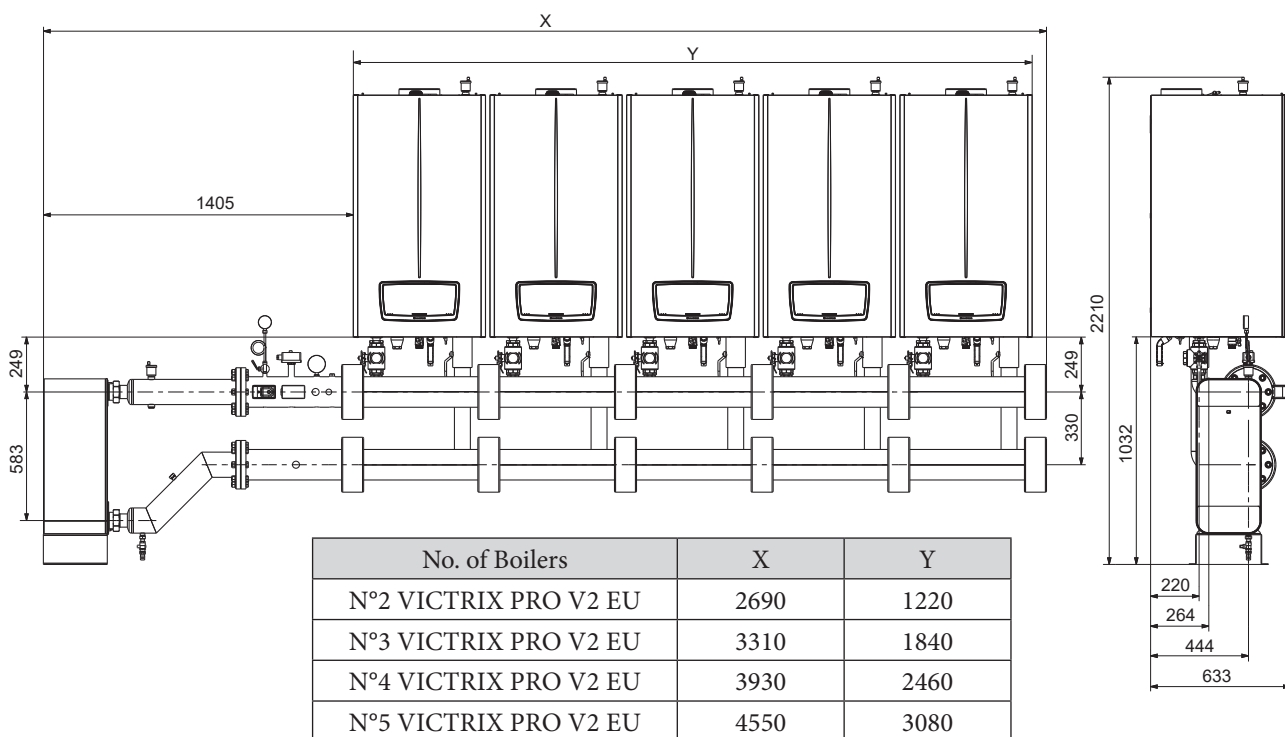 X
Y
1405
249
583
249
330
2210
1032
220
264
444
633
No. of Boilers X Y
N°2 VICTRIX PRO V2 EU 2690 1220
N°3 VICTRIX PRO V2 EU 3310 1840
N°4 VICTRIX PRO V2 EU 3930 2460
N°5 VICTRIX PRO V2 EU 4550 3080